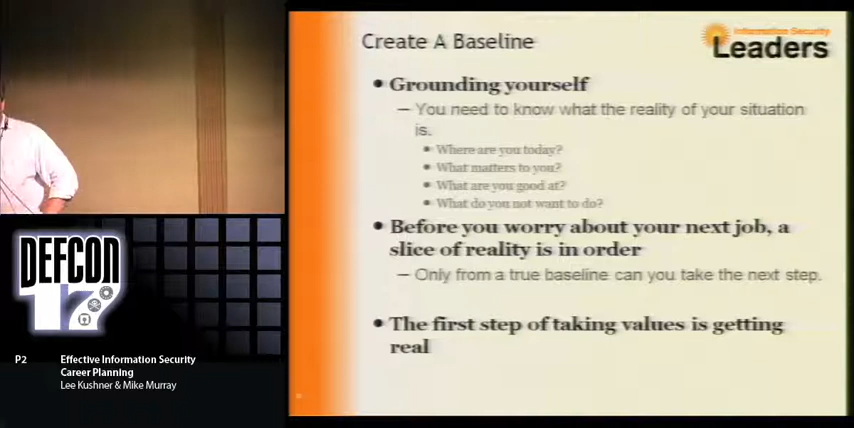 Create A Baseline
Information Security
Leaders
• Grounding yourself
– You need to know what the reality of your situation
is.
• Where are you today?
• What matters to you?
• What are you good at?
• What do you not want to do?
• Before you worry about your next job, a
slice of reality is in order
– Only from a true baseline can you take the next step.
• The first step of taking values is getting
real
DEFCON
17
P2
Effective Information Security
Career Planning
Lee Kushner & Mike Murray